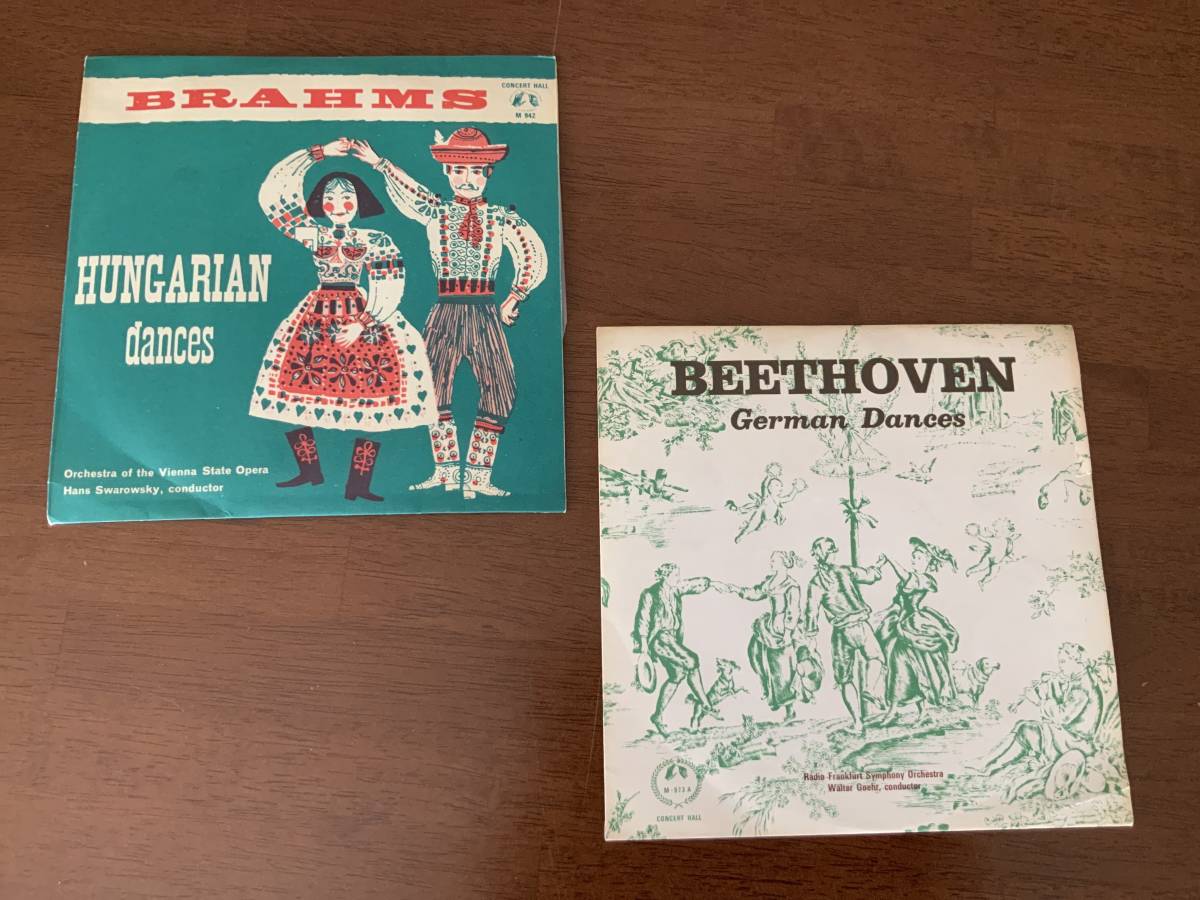 BRAHMS
CONCERT HALL
M 942
HUNGARIAN
dances
Orchestra of the Vienna State Opera
Hans Swarowsky, conductor
BEETHOVEN
German Dances
Radio Frankfurt Symphony Orchestra
Walter Goehr, conductor
M-973 A
CONCERT HALL